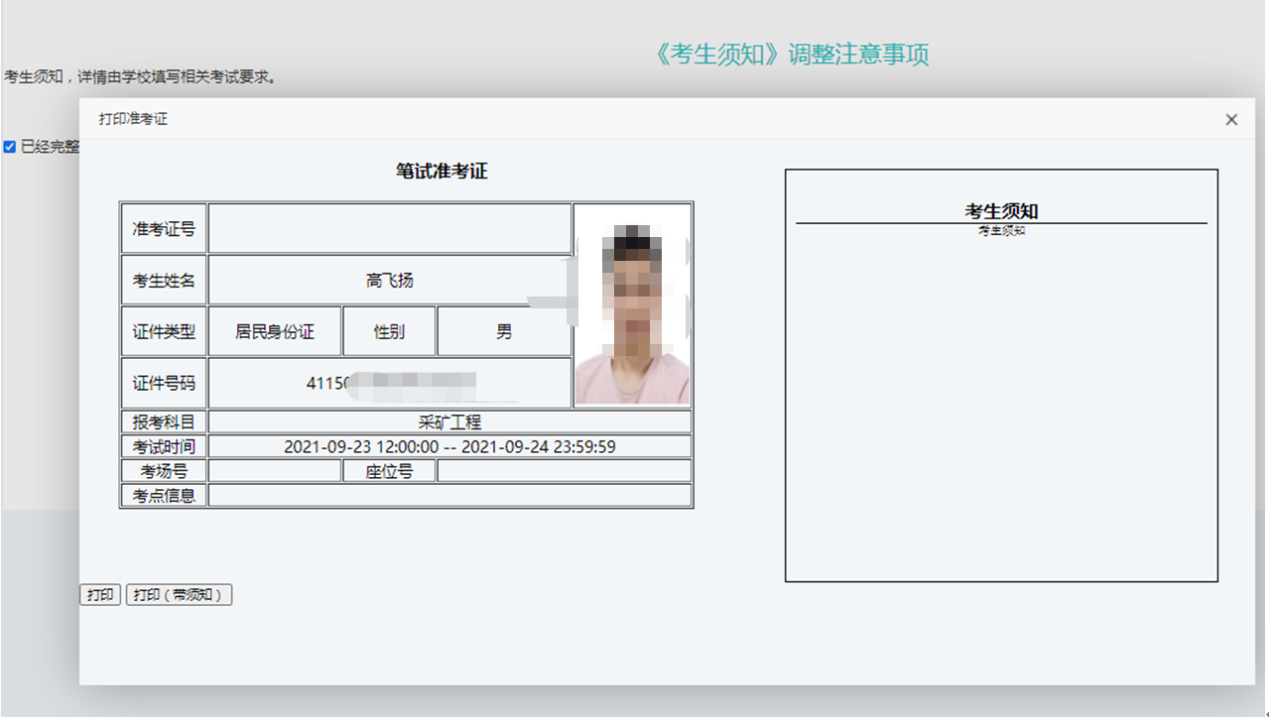 《考生须知》调整注意事项
考生须知，详情由学校填写相关考试要求。
已经完整
打印准考证
笔试准考证
准考证号
考生姓名 高飞扬
证件类型 居民身份证 性别 男
证件号码 4115
报考科目 采矿工程
考试时间 2021-09-23 12:00:00 -- 2021-09-24 23:59:59
考场号 座位号
考点信息
考生须知
考生须知
打印 打印（带须知）